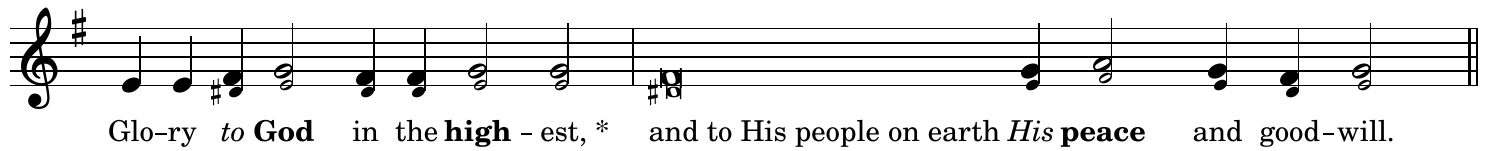 Glo-ry to God in the high - est, * and to His people on earth His peace and good-will.